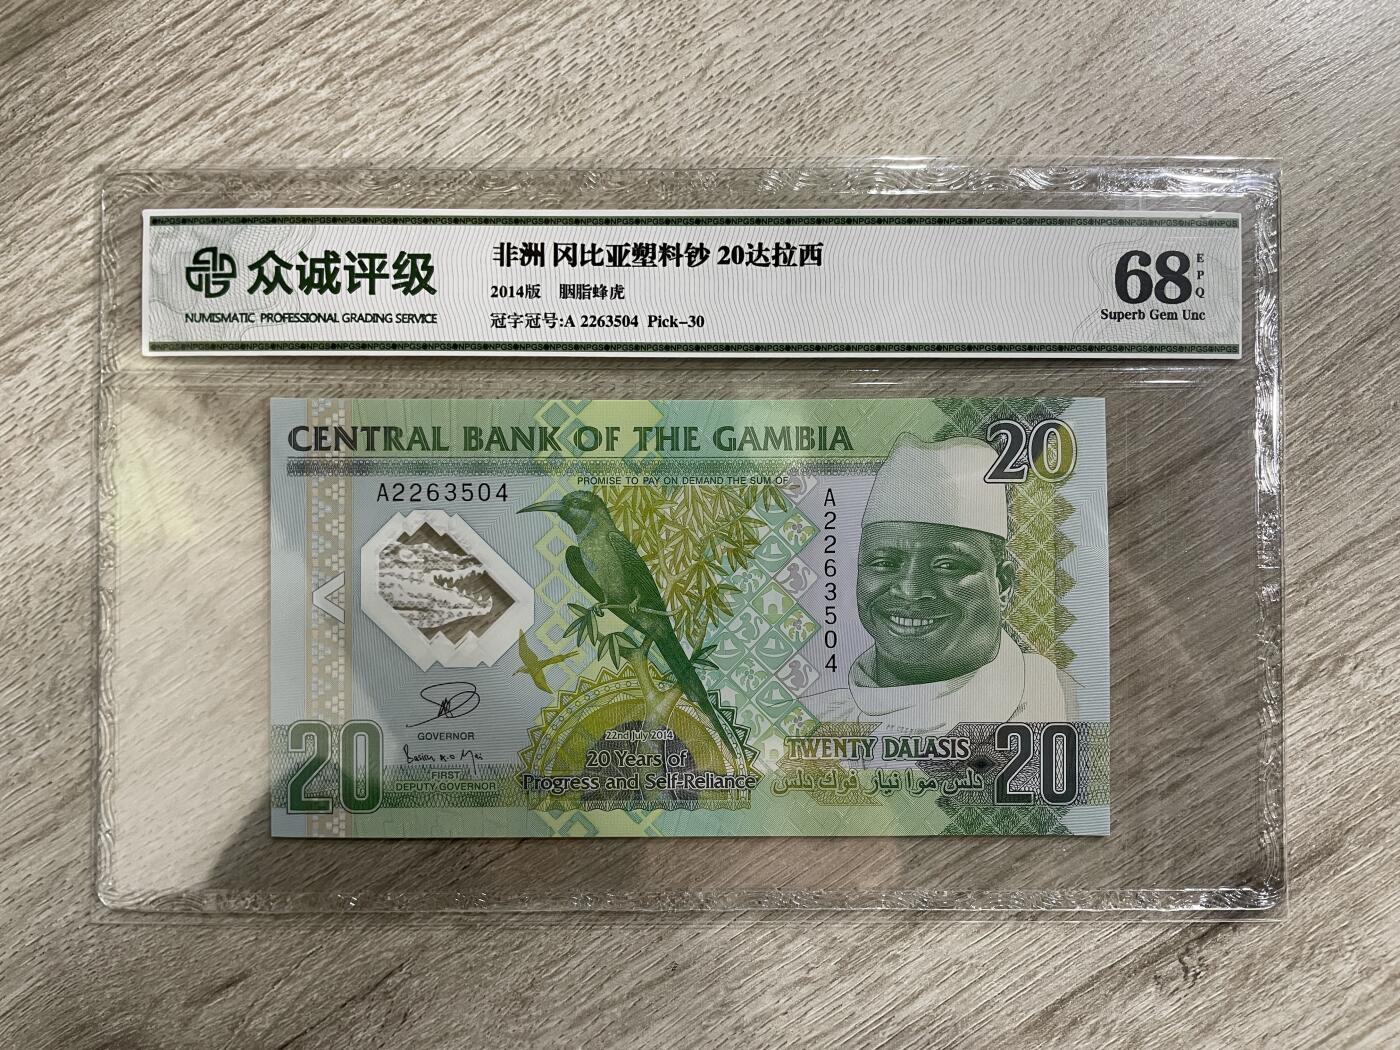 众诚评级
NUMISMATIC PROFESSIONAL GRADING SERVICE
非洲 冈比亚塑料钞 20达拉西
2014版 胭脂蜂虎
冠字冠号:A 2263504 Pick-30
68
EPQ
Superb Gem Unc
CENTRAL BANK OF THE GAMBIA
20
PROMISE TO PAY ON DEMAND THE SUM OF
A2263504
A2263504
GOVERNOR
FIRST
DEPUTY GOVERNOR
20
22nd July 2014
20 Years of
Progress and Self-Reliance
TWENTY DALASIS
20